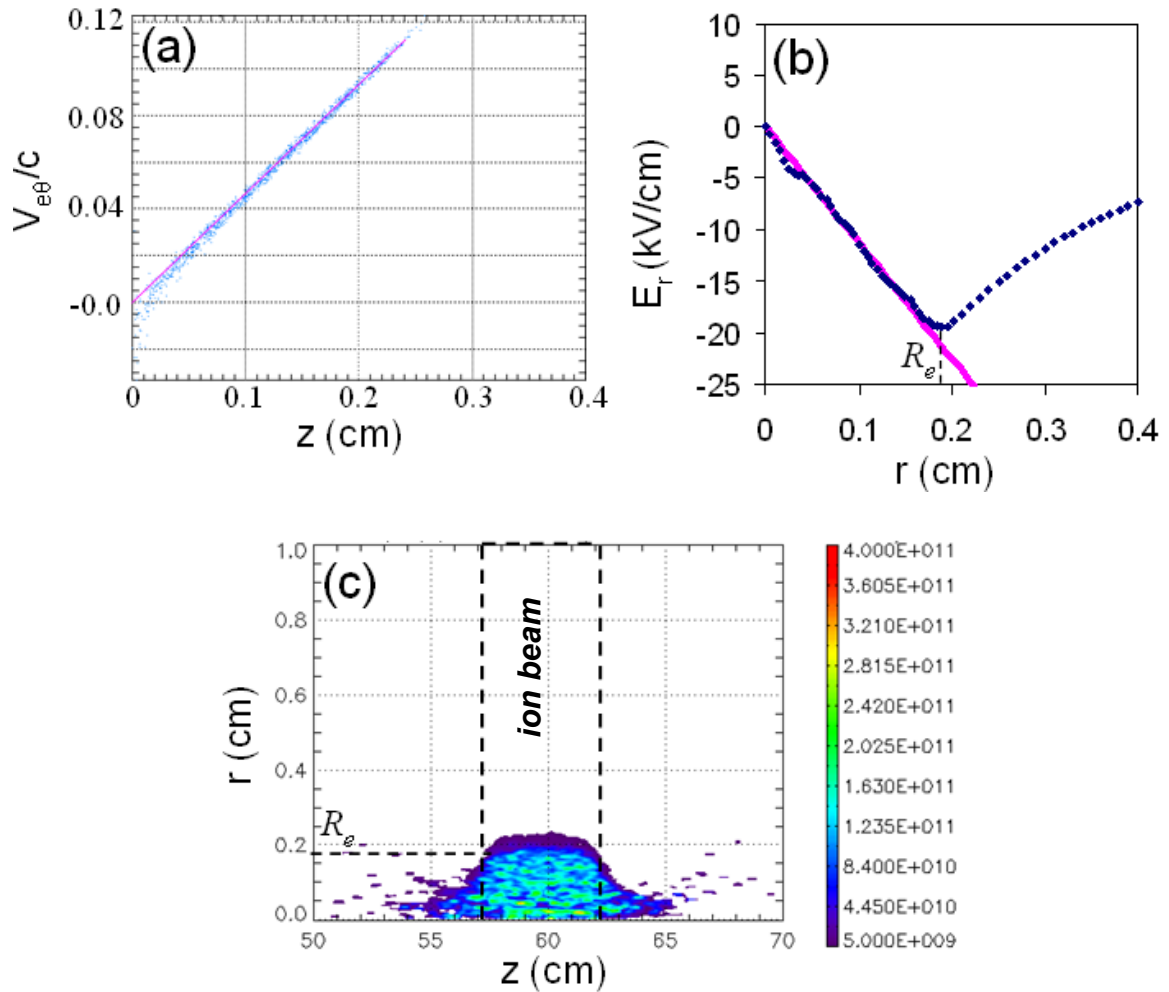 (a)
0.12
0.08
0.04
-0.0
V_eθ/c
0 0.1 0.2 0.3 0.4
z (cm)
(b)
10
5
0
-5
-10
-15
-20
-25
E_r (kV/cm)
R_e
0 0.1 0.2 0.3 0.4
r (cm)
(c)
1.0
0.8
0.6
0.4
0.2
0.0
r (cm)
R_e
ion beam
50 55 60 65 70
z (cm)
4.000E+011
3.605E+011
3.210E+011
2.815E+011
2.420E+011
2.025E+011
1.630E+011
1.235E+011
8.400E+010
4.450E+010
5.000E+009